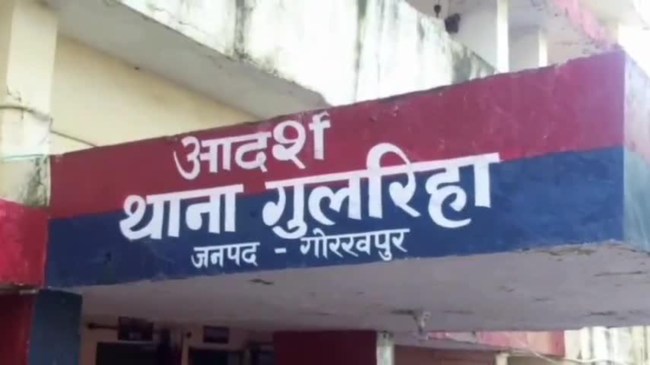 आदर्श
थाना गुलरिहा
जनपद - गोरखपुर